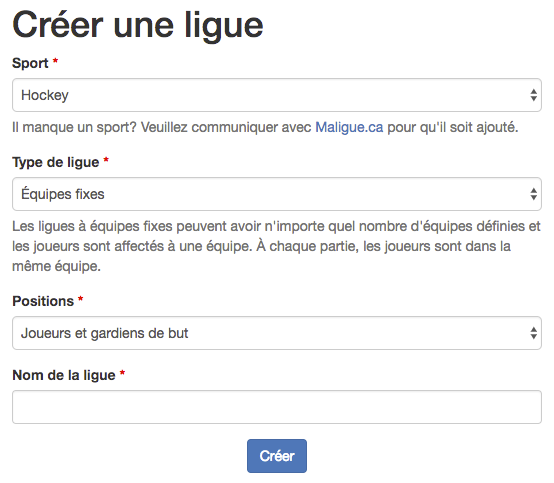 Créer une ligue
Sport *
Hockey
Il manque un sport? Veuillez communiquer avec Maligue.ca pour qu'il soit ajouté.
Type de ligue *
Équipes fixes
Les ligues à équipes fixes peuvent avoir n'importe quel nombre d'équipes définies et
les joueurs sont affectés à une équipe. À chaque partie, les joueurs sont dans la
même équipe.
Positions *
Joueurs et gardiens de but
Nom de la ligue *
Créer